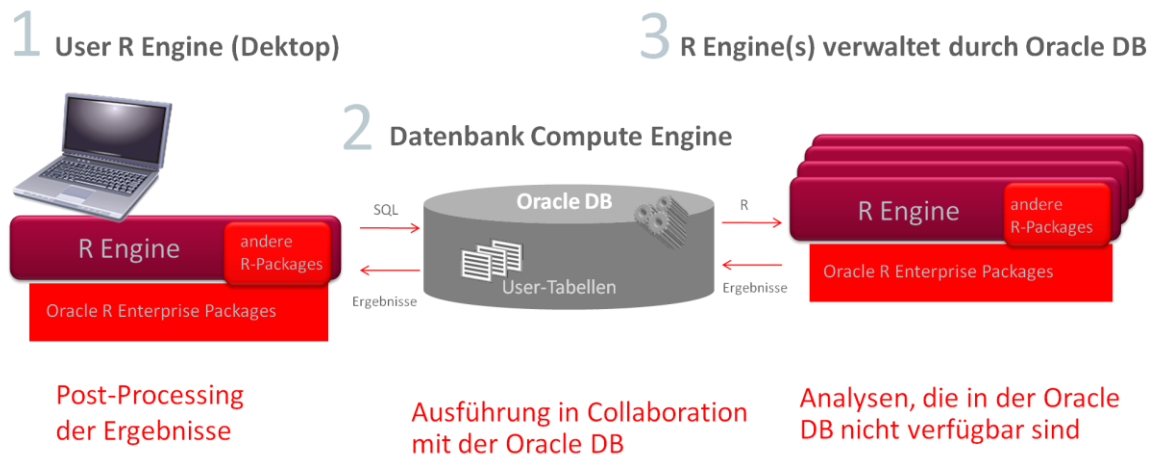 1 User R Engine (Dektop)
3 R Engine(s) verwaltet durch Oracle DB
2 Datenbank Compute Engine
R Engine
andere
R-Packages
Oracle R Enterprise Packages
SQL
Ergebnisse
Oracle DB
User-Tabellen
R
Ergebnisse
R Engine
andere
R-Packages
Oracle R Enterprise Packages
Post-Processing
der Ergebnisse
Ausführung in Collaboration
mit der Oracle DB
Analysen, die in der Oracle
DB nicht verfügbar sind